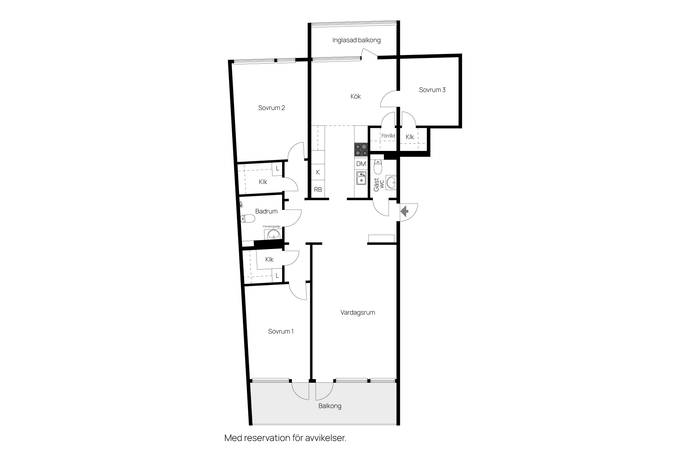 Inglasad balkong
Kök
Sovrum 3
Sovrum 2
Förråd
Klk
DM
K
RB
Gäst
WC
Klk
L
Badrum
Klk
L
Vardagsrum
Sovrum 1
Balkong
Med reservation för avvikelser.